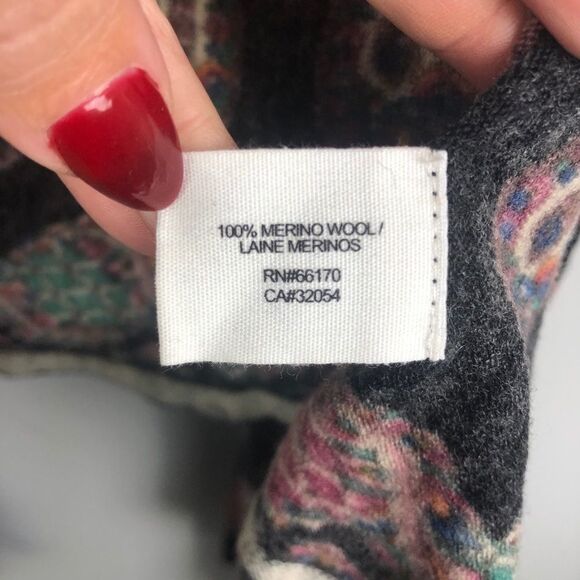 100% MERINO WOOL /
LAINE MERINOS
RN#66170
CA#32054